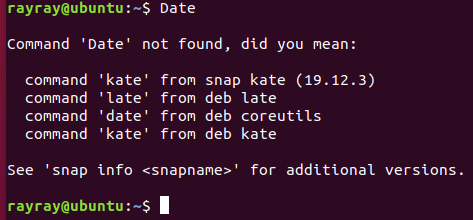 rayray@ubuntu:~$ Date
Command 'Date' not found, did you mean:
command 'kate' from snap kate (19.12.3)
command 'late' from deb late
command 'date' from deb coreutils
command 'kate' from deb kate
See 'snap info <snapname>' for additional versions.
rayray@ubuntu:~$